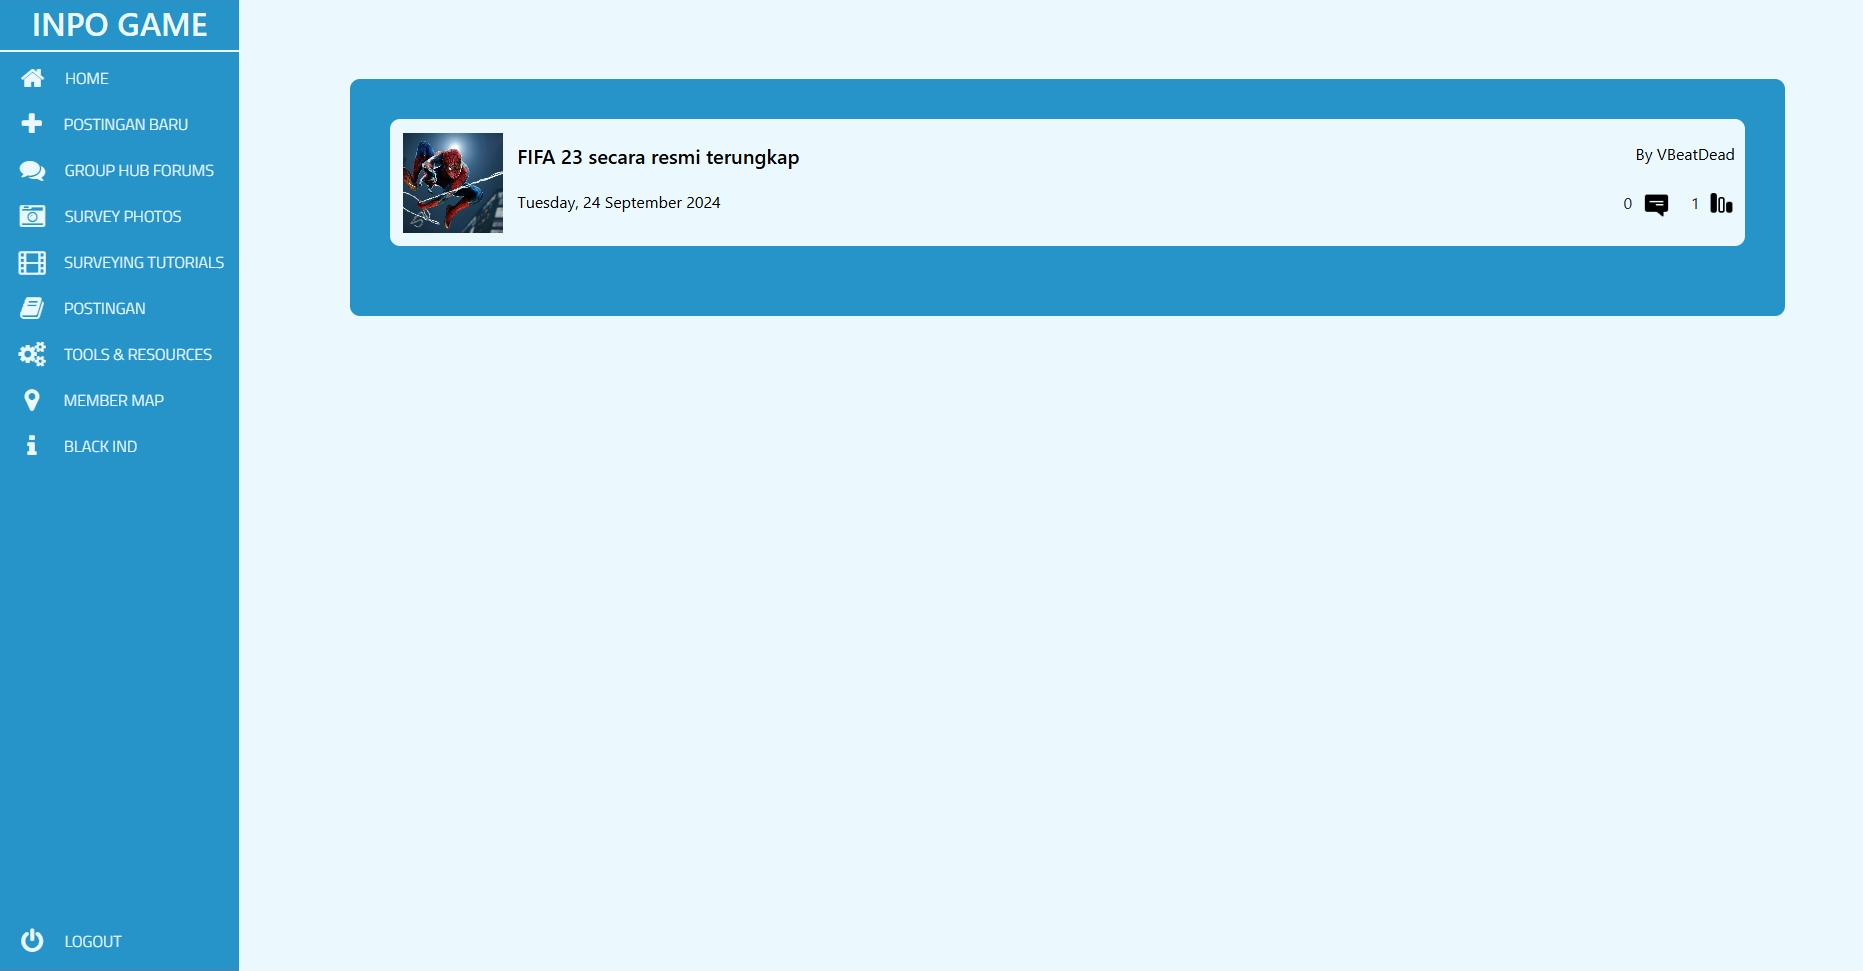 INPO GAME
HOME
POSTINGAN BARU
GROUP HUB FORUMS
SURVEY PHOTOS
SURVEYING TUTORIALS
POSTINGAN
TOOLS & RESOURCES
MEMBER MAP
BLACK IND
LOGOUT
FIFA 23 secara resmi terungkap
By VBeatDead
Tuesday, 24 September 2024
0 1